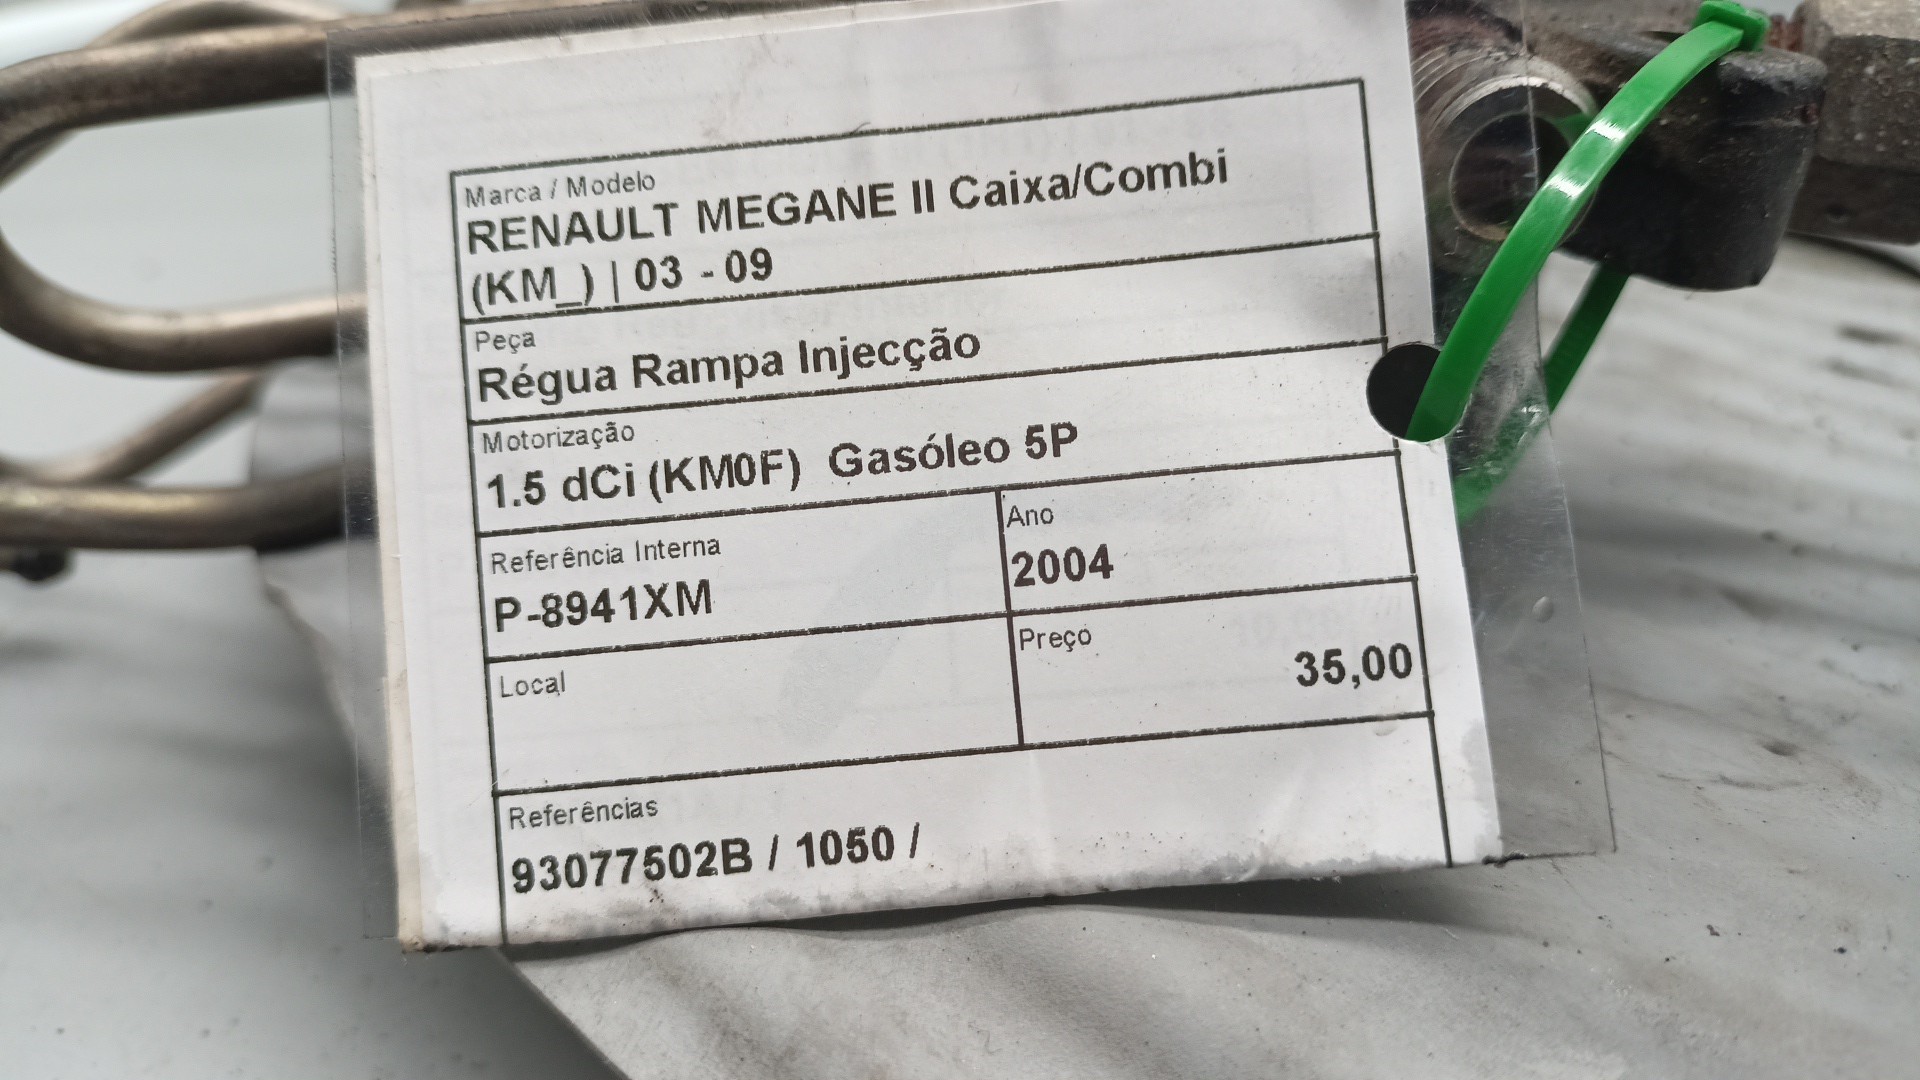 Marca / Modelo
RENAULT MEGANE II Caixa/Combi
(KM_) | 03 - 09
Peça
Régua Rampa Injecção
Motorização
1.5 dCi (KM0F) Gasóleo 5P
Referência Interna
P-8941XM
Ano
2004
Local
Preço
35,00
Referências
93077502B / 1050 /